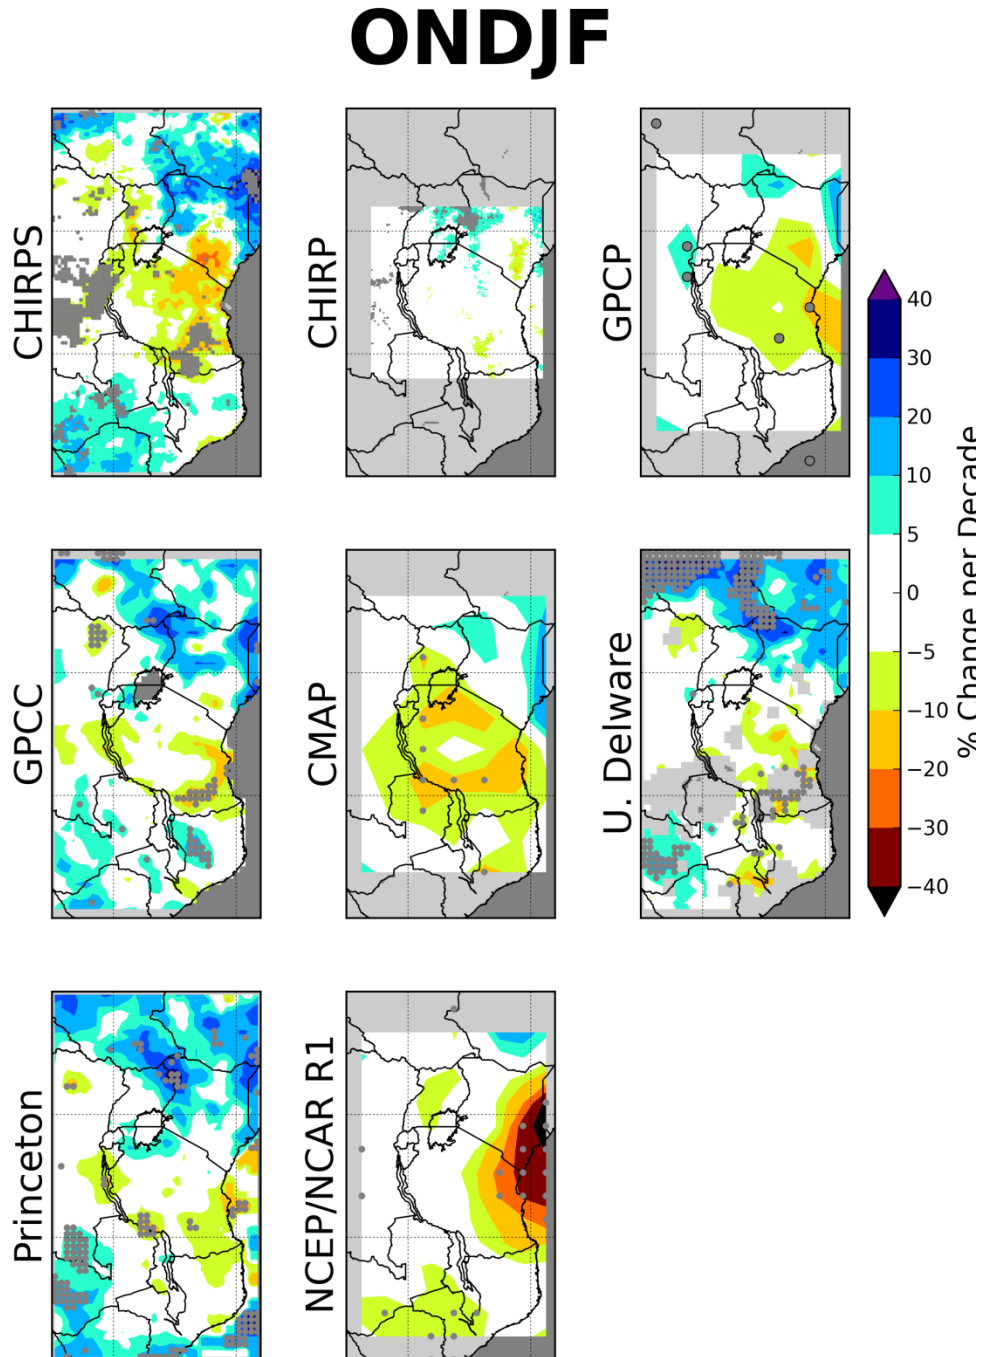 ONDJF
CHIRPS
CHIRP
GPCP
GPCC
CMAP
U. Delware
Princeton
NCEP/NCAR R1
40
30
20
10
5
0
−5
−10
−20
−30
−40
% Change per Decade